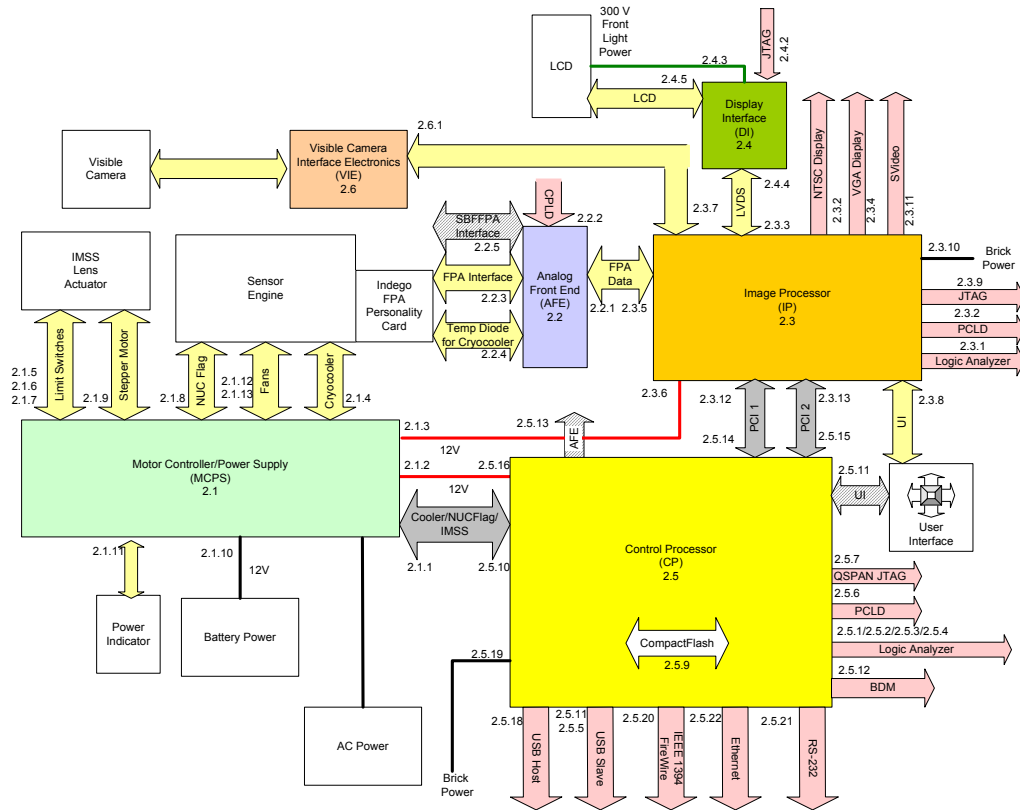 300 V
Front
Light
Power
LCD
2.4.3
JTAG
2.4.2
2.4.5
LCD
Display
Interface
(DI)
2.4
2.6.1
Visible
Camera
Visible Camera
Interface Electronics
(VIE)
2.6
LVDS
2.4.4
2.3.3
2.3.7
NTSC Display
2.3.2
VGA Diaplay
2.3.4
SVideo
2.3.11
CPLD
2.2.2
SBFFPA
Interface
2.2.5
FPA Interface
2.2.3
Temp Diode
for Cryocooler
2.2.4
Analog
Front End
(AFE)
2.2
FPA
Data
2.2.1
2.3.5
Image Processor
(IP)
2.3
2.3.10
Brick
Power
2.3.9
JTAG
2.3.2
PCLD
2.3.1
Logic Analyzer
IMSS
Lens
Actuator
Sensor
Engine
Indego
FPA
Personality
Card
2.1.5
2.1.6
2.1.7
Limit Switches
2.1.9
Stepper Motor
2.1.8
NUC Flag
2.1.12
2.1.13
Fans
Cryocooler
2.1.4
2.3.6
2.3.12
PCI 1
2.5.14
2.3.13
PCI 2
2.5.15
2.3.8
UI
2.1.3
12V
2.5.13
AFE
Motor Controller/Power Supply
(MCPS)
2.1
2.1.2
12V
2.5.16
Cooler/NUCFlag/
IMSS
2.1.1
2.5.10
2.5.11
UI
User
Interface
Control Processor
(CP)
2.5
2.5.7
QSPAN JTAG
2.5.6
PCLD
2.5.1/2.5.2/2.5.3/2.5.4
Logic Analyzer
2.5.12
BDM
CompactFlash
2.5.9
2.1.11
Power
Indicator
2.1.10
12V
Battery Power
AC Power
2.5.19
Brick
Power
2.5.18
USB Host
2.5.11
2.5.5
USB Slave
2.5.20
IEEE 1394
FireWire
2.5.22
Ethernet
2.5.21
RS-232